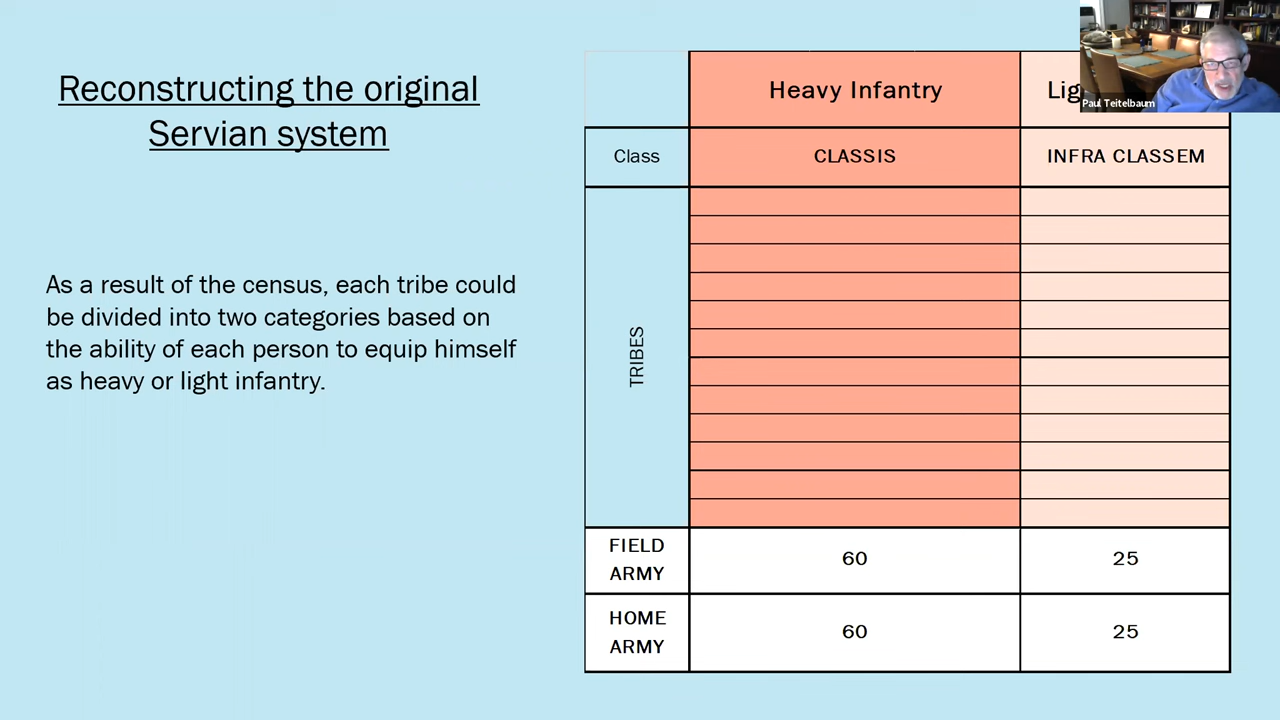 Reconstructing the original
Servian system
As a result of the census, each tribe could
be divided into two categories based on
the ability of each person to equip himself
as heavy or light infantry.
Heavy Infantry
Paul Teitelbaum
Class
CLASSIS
INFRA CLASSEM
TRIBES
FIELD
ARMY
60
25
HOME
ARMY
60
25